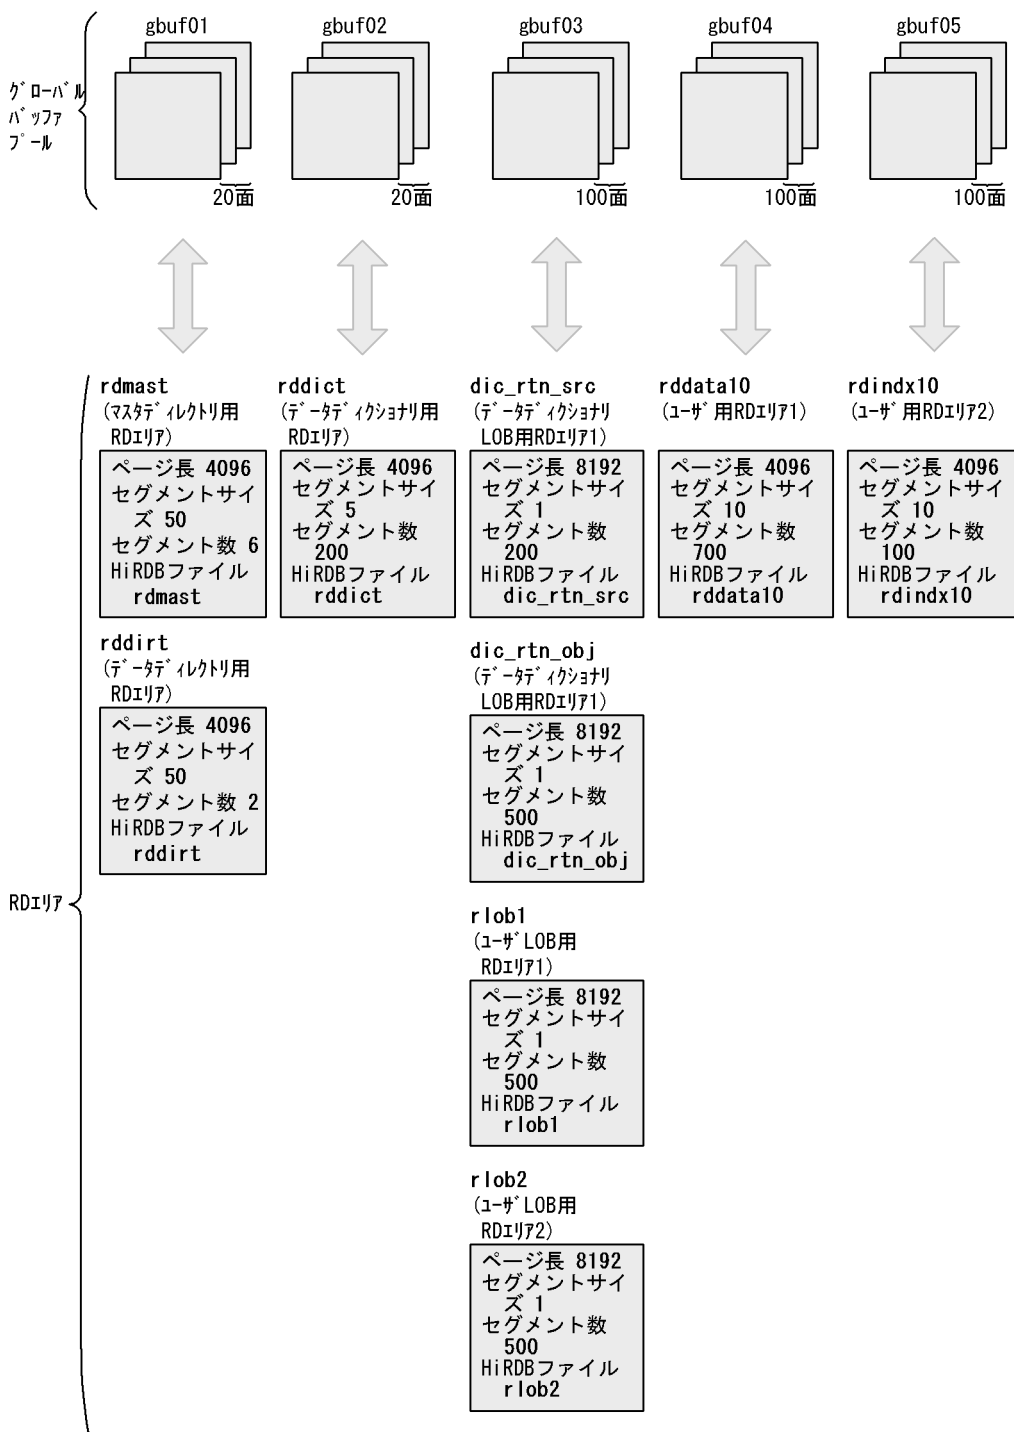 gbuf01
gbuf02
gbuf03
gbuf04
gbuf05
グローバル
バッファ
プール
20面
20面
100面
100面
100面
rdmast
(マスタディレクトリ用
RDエリア)
ページ長 4096
セグメントサイ
ズ 50
セグメント数 6
HiRDBファイル
rdmast
rddirt
(データディレクトリ用
RDエリア)
ページ長 4096
セグメントサイ
ズ 50
セグメント数 2
HiRDBファイル
rddirt
rddict
(データディクショナリ用
RDエリア)
ページ長 4096
セグメントサイ
ズ 5
セグメント数
200
HiRDBファイル
rddict
dic_rtn_src
(データディクショナリ
LOB用RDエリア1)
ページ長 8192
セグメントサイ
ズ 1
セグメント数
200
HiRDBファイル
dic_rtn_src
dic_rtn_obj
(データディクショナリ
LOB用RDエリア1)
ページ長 8192
セグメントサイ
ズ 1
セグメント数
500
HiRDBファイル
dic_rtn_obj
rlob1
(ユーザLOB用
RDエリア1)
ページ長 8192
セグメントサイ
ズ 1
セグメント数
500
HiRDBファイル
rlob1
rlob2
(ユーザLOB用
RDエリア2)
ページ長 8192
セグメントサイ
ズ 1
セグメント数
500
HiRDBファイル
rlob2
rddata10
(ユーザ用RDエリア1)
ページ長 4096
セグメントサイ
ズ 10
セグメント数
700
HiRDBファイル
rddata10
rdindx10
(ユーザ用RDエリア2)
ページ長 4096
セグメントサイ
ズ 10
セグメント数
100
HiRDBファイル
rdindx10
RDエリア